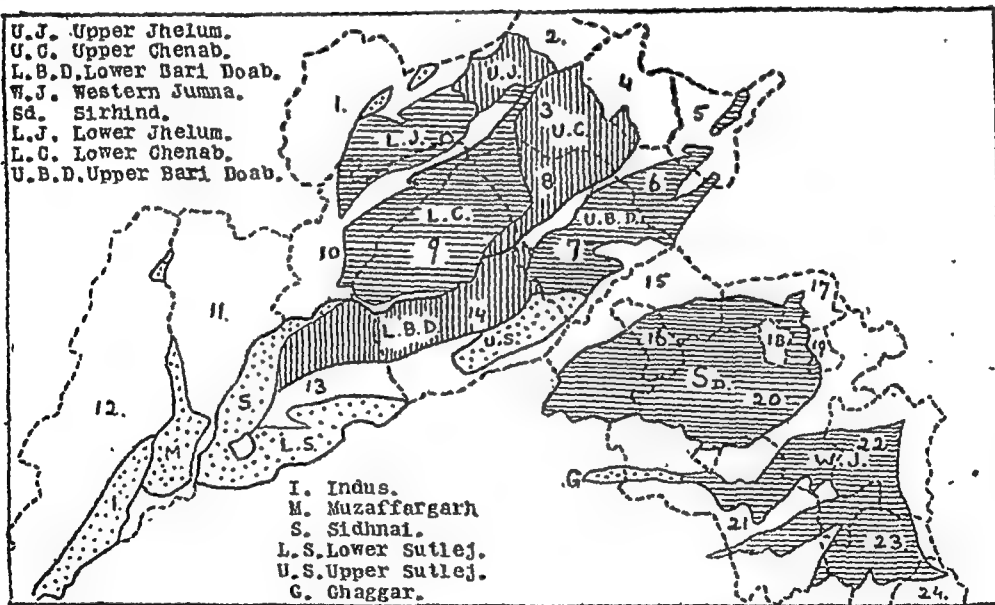 U.J. Upper Jhelum.
U.C. Upper Chenab.
L.B.D.Lower Bari Doab.
W.J. Western Jumna.
Sd. Sirhind.
L.J. Lower Jhelum.
L.C. Lower Chenab.
U.B.D.Upper Bari Doab.
2.
U.J.
1.
4
3
U.C.
5
L.J.
8
6
L.C.
U.B.D.
10
9
7
15
17
11.
14
L.B.D.
U.S.
16
18
19
13
SD.
12.
S.
20
L.S.
M
22
W.J.
I
G
21
23
24.
I. Indus.
M. Muzaffargarh
S. Sidhnai.
L.S.Lower Sutlej.
U.S.Upper Sutlej.
G. Ghaggar.